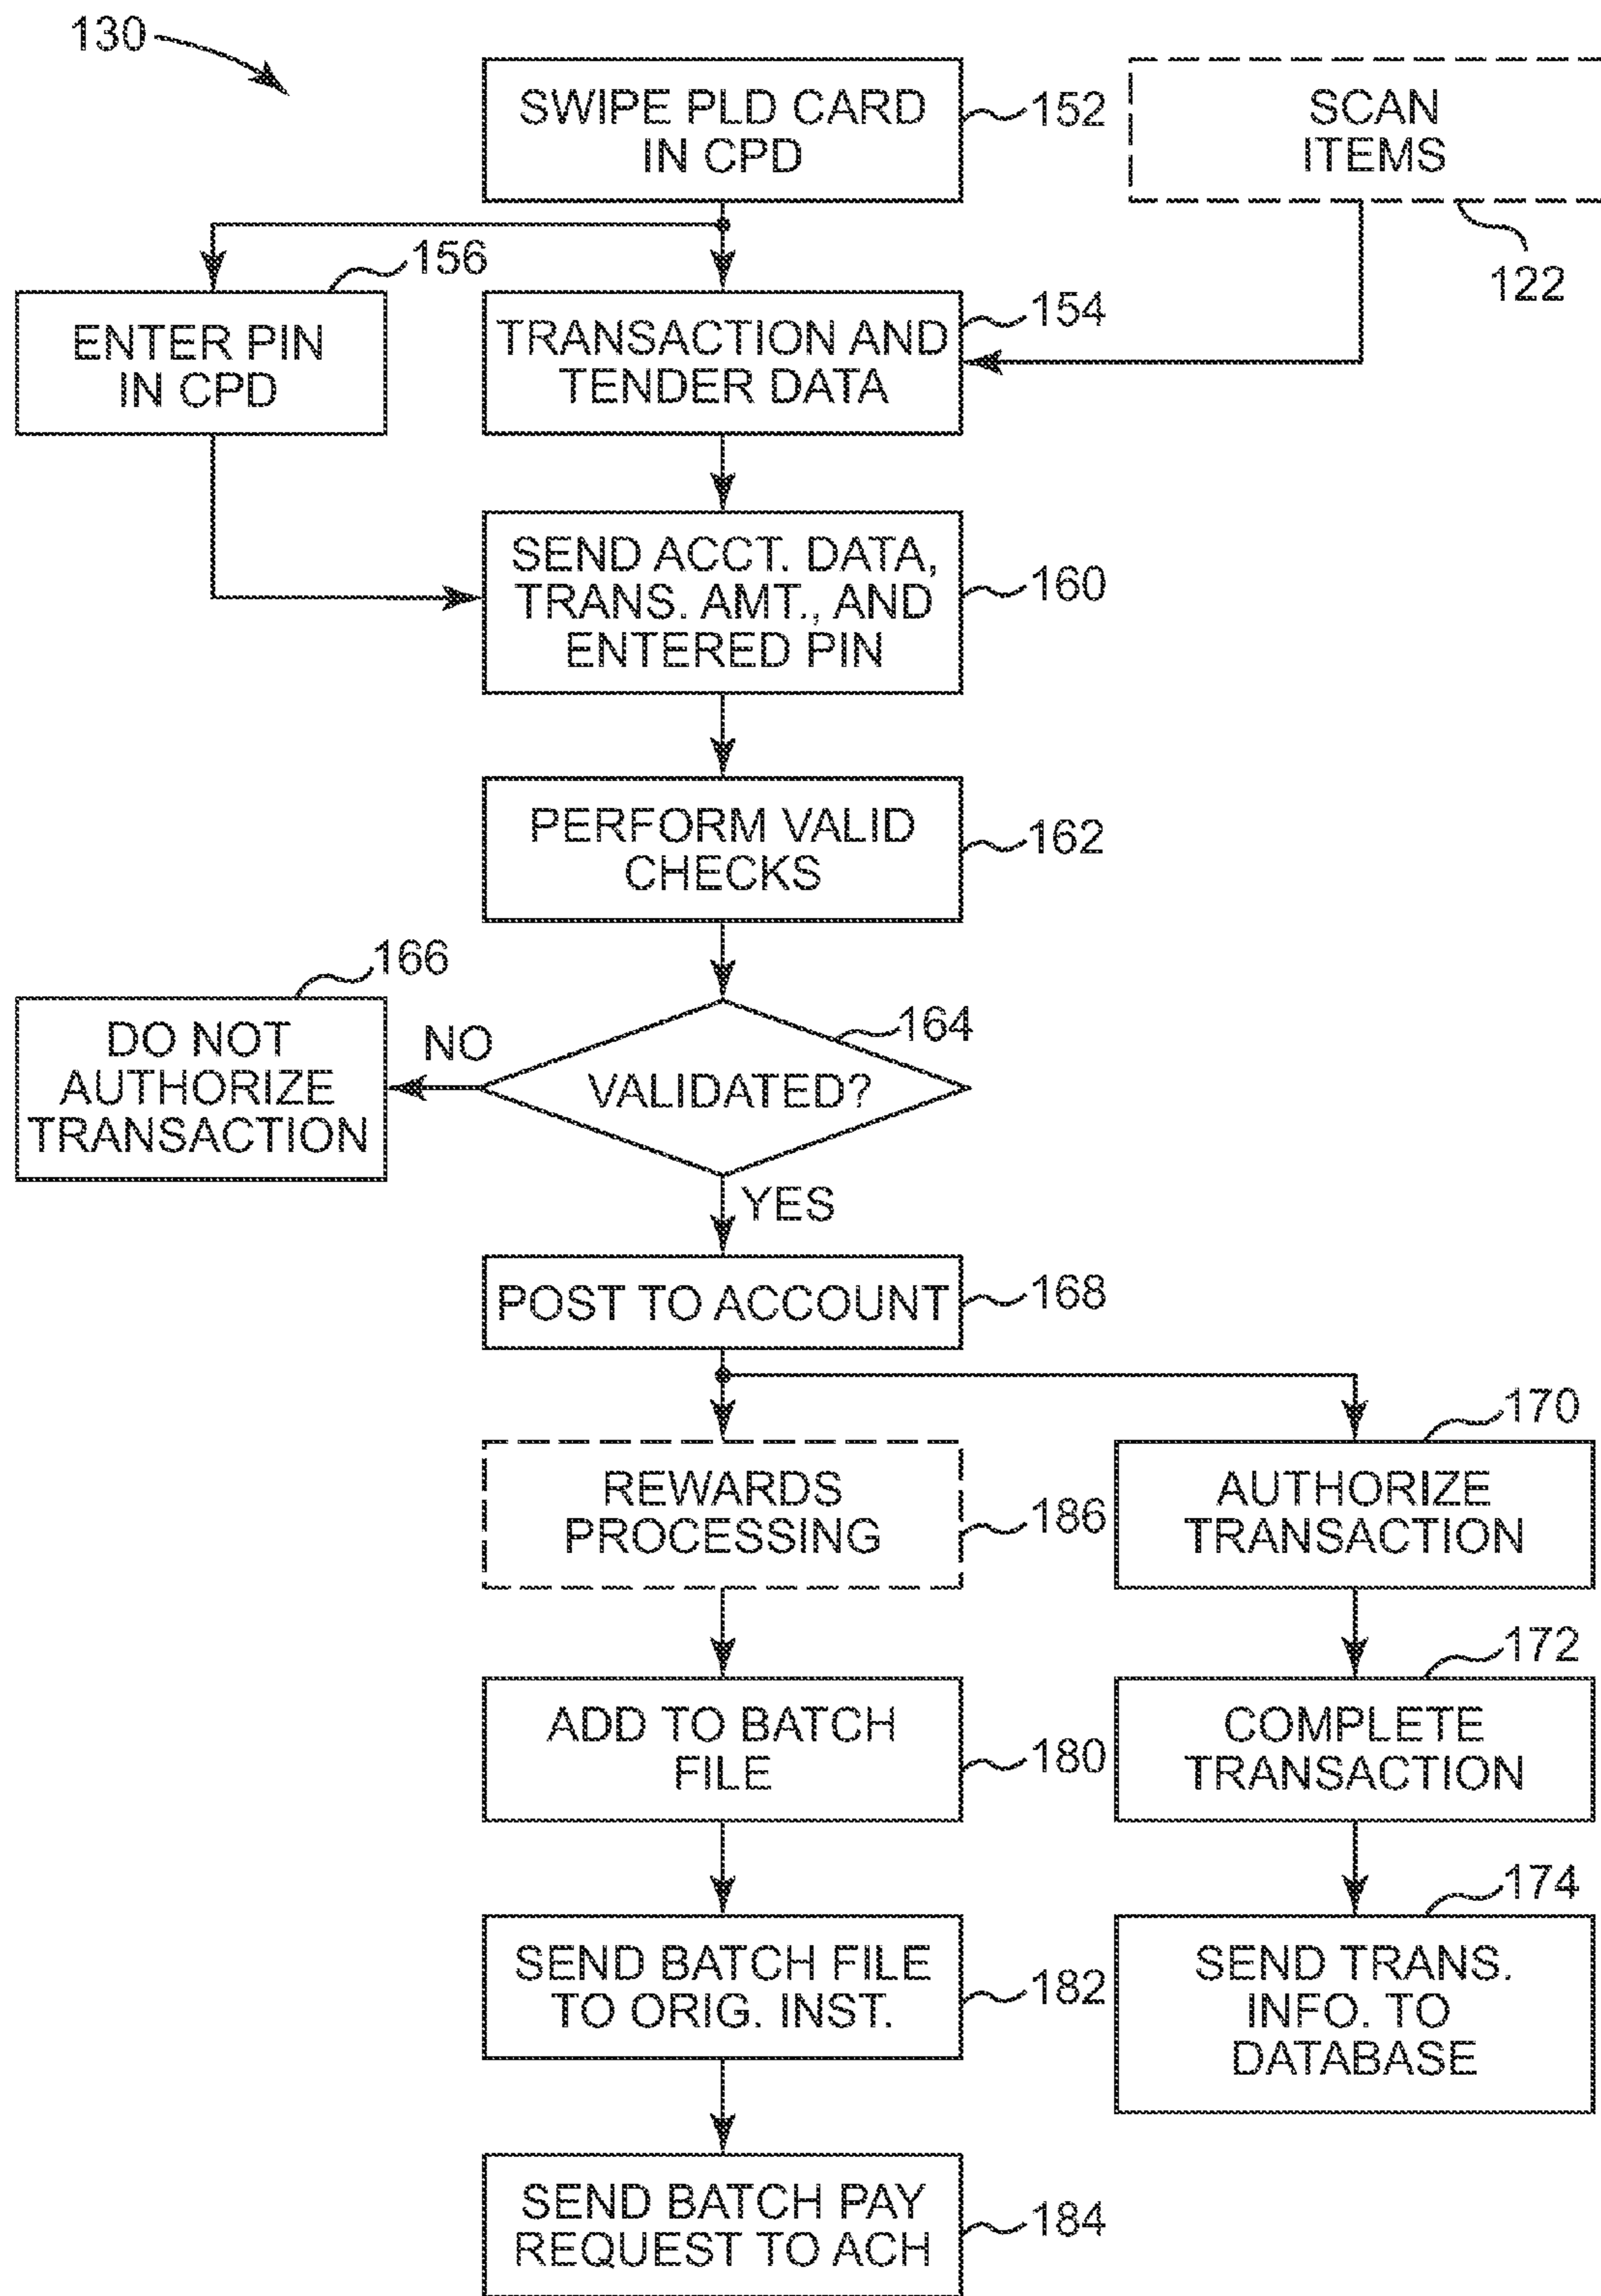 130
SWIPE PLD CARD
IN CPD
152
SCAN
ITEMS
122
156
ENTER PIN
IN CPD
TRANSACTION AND
TENDER DATA
154
SEND ACCT. DATA,
TRANS. AMT., AND
ENTERED PIN
160
PERFORM VALID
CHECKS
162
166
DO NOT
AUTHORIZE
TRANSACTION
NO
VALIDATED?
164
YES
POST TO ACCOUNT
168
REWARDS
PROCESSING
186
170
AUTHORIZE
TRANSACTION
ADD TO BATCH
FILE
180
172
COMPLETE
TRANSACTION
SEND BATCH FILE
TO ORIG. INST.
182
174
SEND TRANS.
INFO. TO
DATABASE
SEND BATCH PAY
REQUEST TO ACH
184